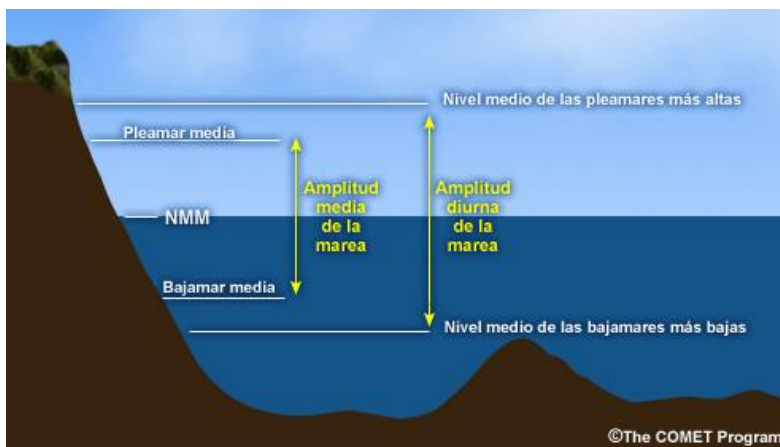 Nivel medio de las pleamares más altas
Pleamar media
Amplitud
media
de la
marea
Amplitud
diurna
de la
marea
NMM
Bajamar media
Nivel medio de las bajamares más bajas
©The COMET Program